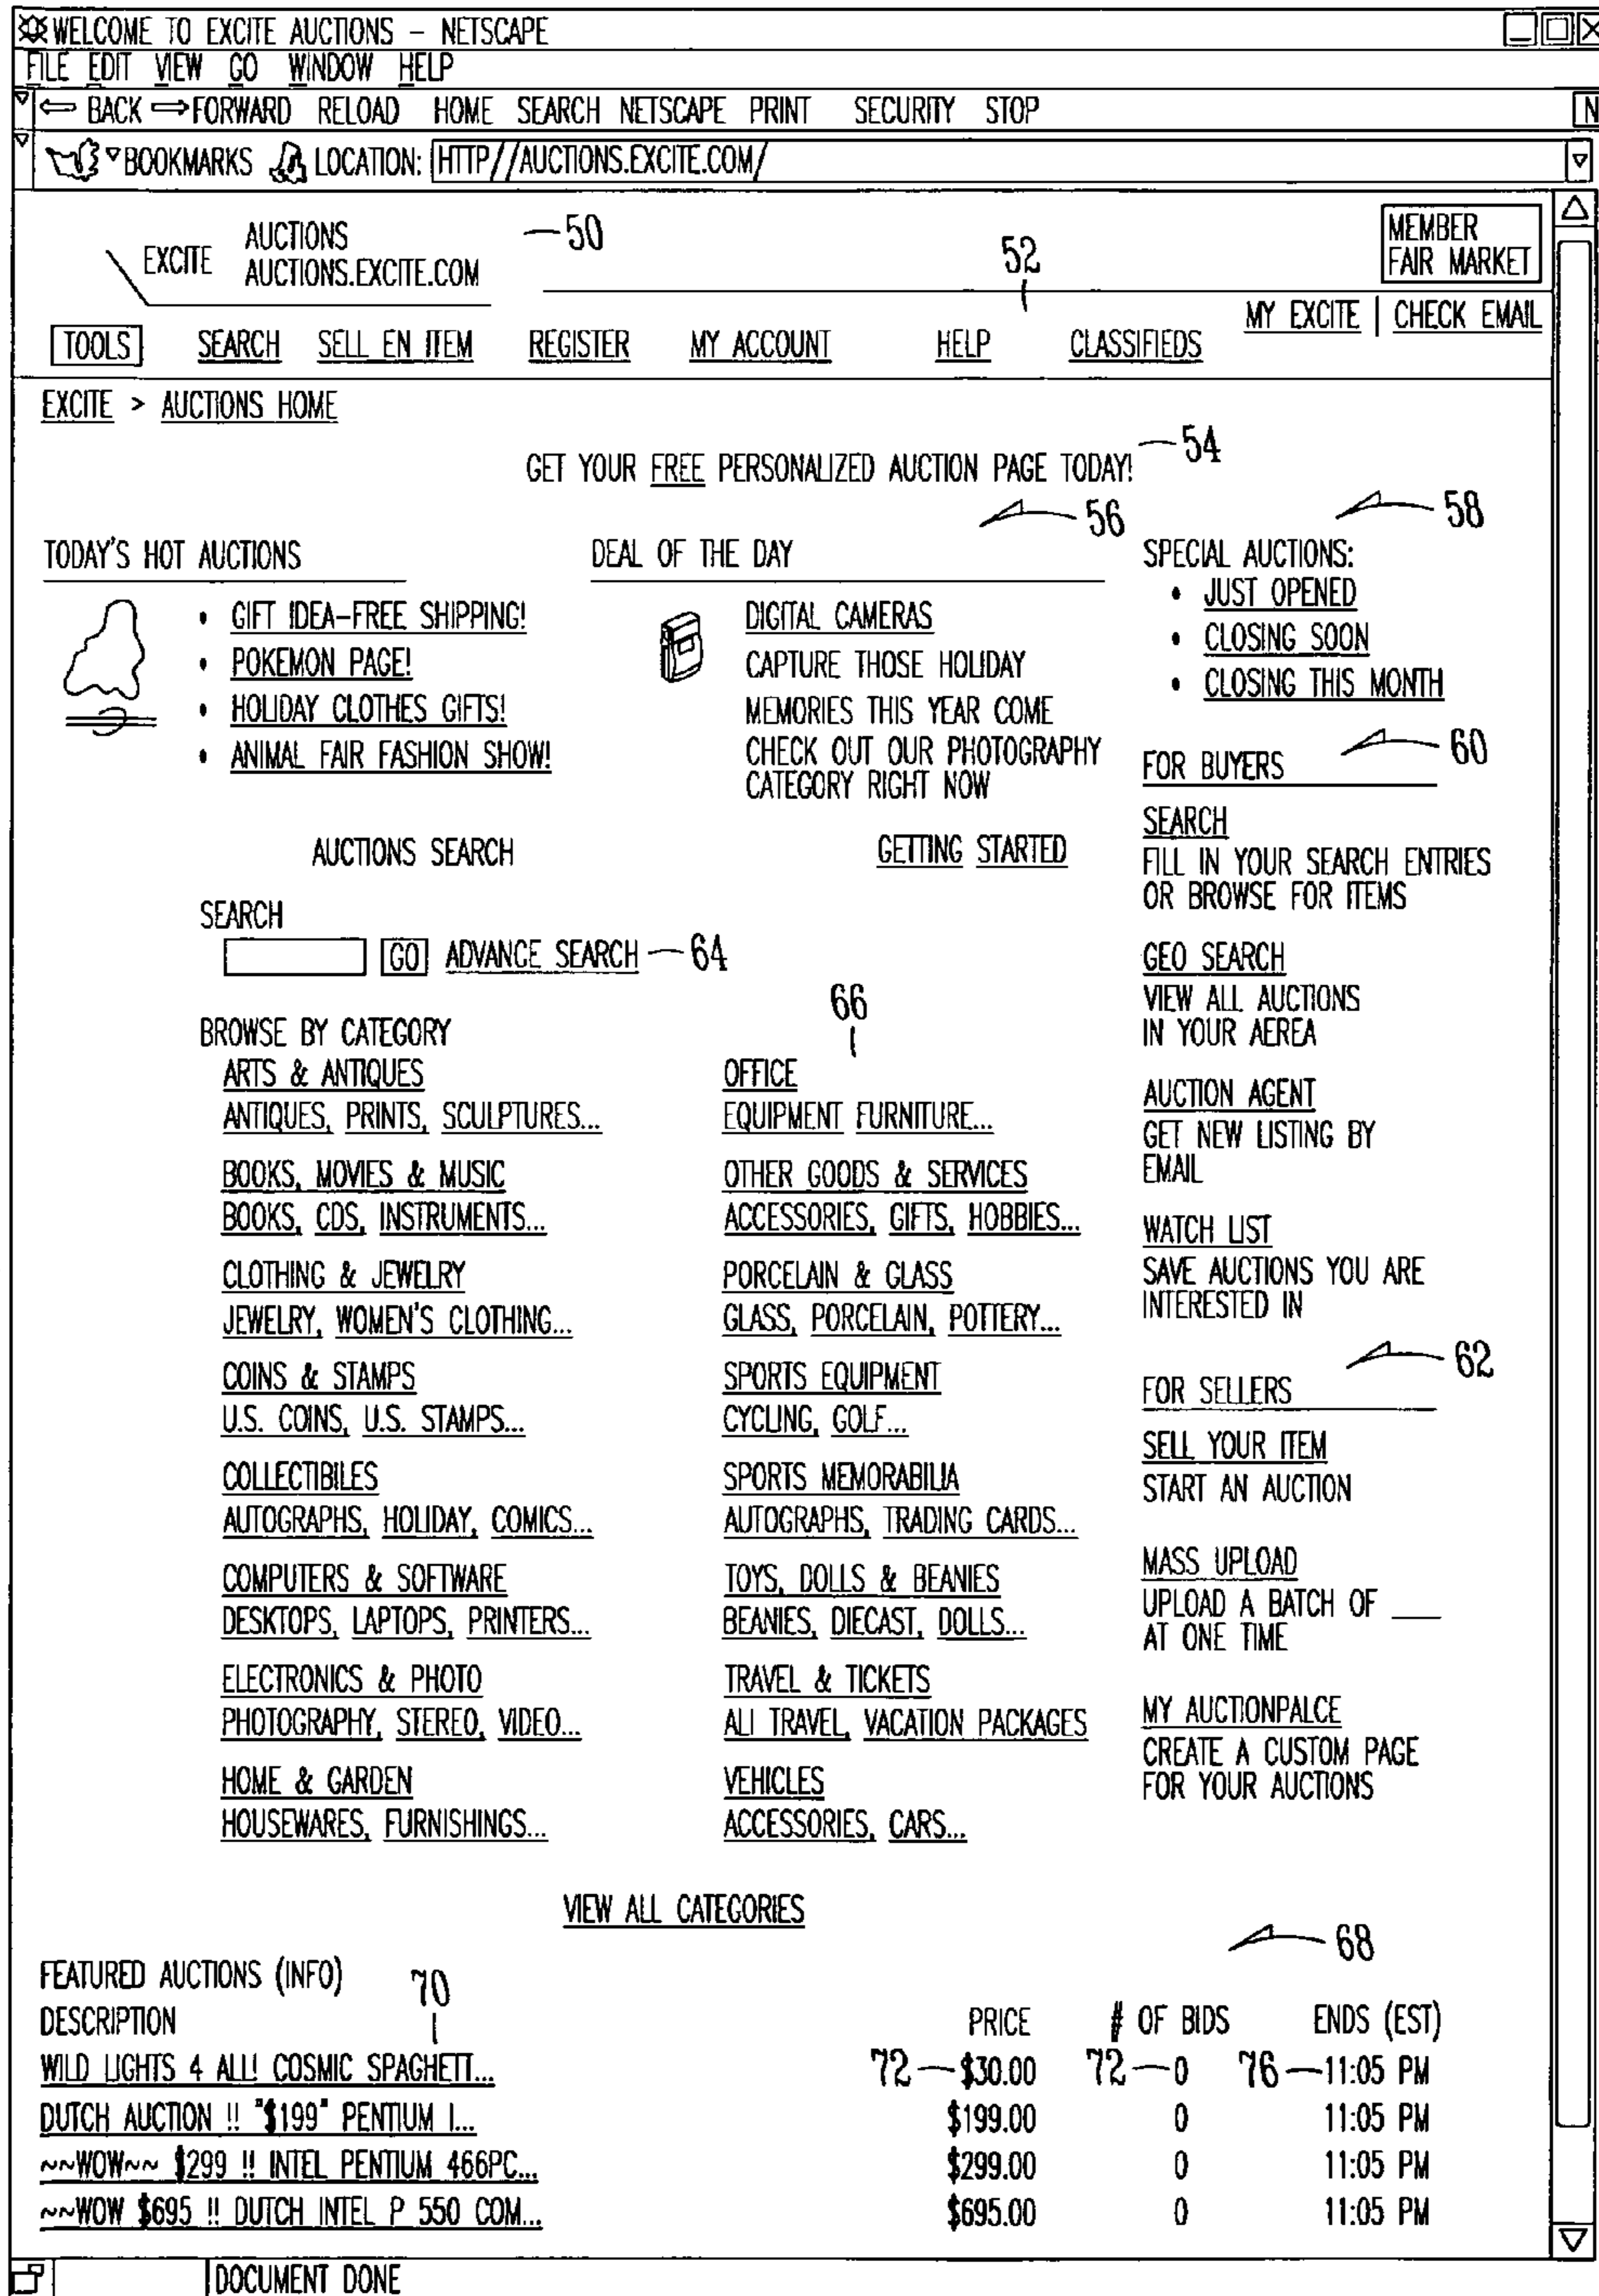 WELCOME TO EXCITE AUCTIONS – NETSCAPE
FILE EDIT VIEW GO WINDOW HELP
BACK FORWARD RELOAD HOME SEARCH NETSCAPE PRINT SECURITY STOP N
BOOKMARKS LOCATION: HTTP//AUCTIONS.EXCITE.COM/
EXCITE AUCTIONS
AUCTIONS.EXCITE.COM
50
52
MEMBER
FAIR MARKET
MY EXCITE | CHECK EMAIL
TOOLS SEARCH SELL EN ITEM REGISTER MY ACCOUNT HELP CLASSIFIEDS
EXCITE > AUCTIONS HOME
GET YOUR FREE PERSONALIZED AUCTION PAGE TODAY! 54
TODAY'S HOT AUCTIONS
• GIFT IDEA–FREE SHIPPING!
• POKEMON PAGE!
• HOLIDAY CLOTHES GIFTS!
• ANIMAL FAIR FASHION SHOW!
56
DEAL OF THE DAY
DIGITAL CAMERAS
CAPTURE THOSE HOLIDAY
MEMORIES THIS YEAR COME
CHECK OUT OUR PHOTOGRAPHY
CATEGORY RIGHT NOW
58
SPECIAL AUCTIONS:
• JUST OPENED
• CLOSING SOON
• CLOSING THIS MONTH
60
FOR BUYERS
SEARCH
FILL IN YOUR SEARCH ENTRIES
OR BROWSE FOR ITEMS
GEO SEARCH
VIEW ALL AUCTIONS
IN YOUR AEREA
AUCTION AGENT
GET NEW LISTING BY
EMAIL
WATCH LIST
SAVE AUCTIONS YOU ARE
INTERESTED IN
62
FOR SELLERS
SELL YOUR ITEM
START AN AUCTION
MASS UPLOAD
UPLOAD A BATCH OF ___
AT ONE TIME
MY AUCTIONPALCE
CREATE A CUSTOM PAGE
FOR YOUR AUCTIONS
AUCTIONS SEARCH GETTING STARTED
SEARCH
GO ADVANCE SEARCH 64
66
BROWSE BY CATEGORY
ARTS & ANTIQUES
ANTIQUES, PRINTS, SCULPTURES...
BOOKS, MOVIES & MUSIC
BOOKS, CDS, INSTRUMENTS...
CLOTHING & JEWELRY
JEWELRY, WOMEN'S CLOTHING...
COINS & STAMPS
U.S. COINS, U.S. STAMPS...
COLLECTIBILES
AUTOGRAPHS, HOLIDAY, COMICS...
COMPUTERS & SOFTWARE
DESKTOPS, LAPTOPS, PRINTERS...
ELECTRONICS & PHOTO
PHOTOGRAPHY, STEREO, VIDEO...
HOME & GARDEN
HOUSEWARES, FURNISHINGS...
OFFICE
EQUIPMENT FURNITURE...
OTHER GOODS & SERVICES
ACCESSORIES, GIFTS, HOBBIES...
PORCELAIN & GLASS
GLASS, PORCELAIN, POTTERY...
SPORTS EQUIPMENT
CYCLING, GOLF...
SPORTS MEMORABILIA
AUTOGRAPHS, TRADING CARDS...
TOYS, DOLLS & BEANIES
BEANIES, DIECAST, DOLLS...
TRAVEL & TICKETS
ALI TRAVEL, VACATION PACKAGES
VEHICLES
ACCESSORIES, CARS...
VIEW ALL CATEGORIES
68
FEATURED AUCTIONS (INFO) 70
DESCRIPTION PRICE # OF BIDS ENDS (EST)
WILD LIGHTS 4 ALL! COSMIC SPAGHETT... 72 $30.00 72 0 76 11:05 PM
DUTCH AUCTION !! "$199" PENTIUM I... $199.00 0 11:05 PM
~~WOW~~ $299 !! INTEL PENTIUM 466PC... $299.00 0 11:05 PM
~~WOW $695 !! DUTCH INTEL P 550 COM... $695.00 0 11:05 PM
DOCUMENT DONE